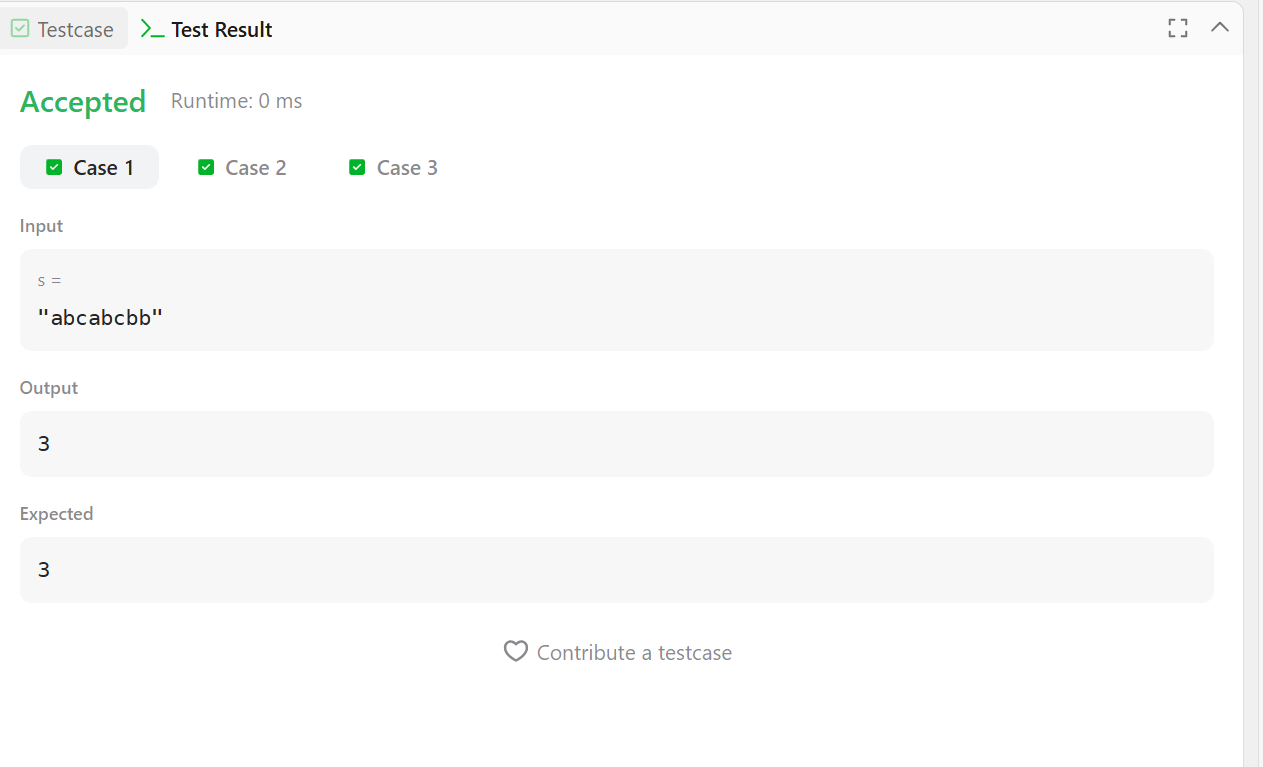 Testcase Test Result
Accepted Runtime: 0 ms
Case 1 Case 2 Case 3
Input
s =
"abcabcbb"
Output
3
Expected
3
Contribute a testcase